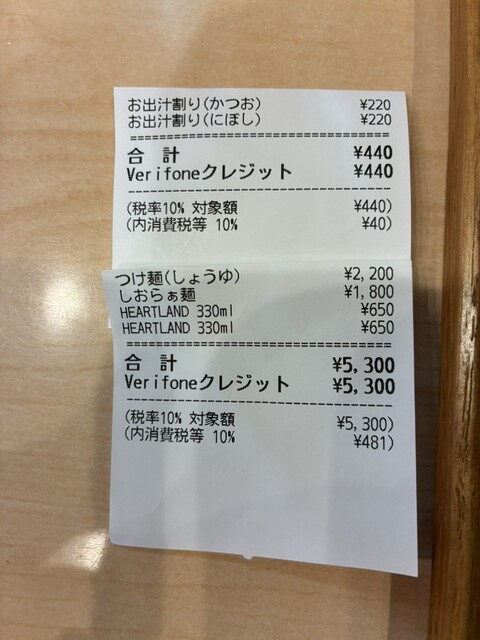 お出汁割り(かつお) ¥220
お出汁割り(にぼし) ¥220
合 計 ¥440
Verifoneクレジット ¥440
(税率10% 対象額 ¥440)
(内消費税等 10% ¥40)
つけ麺(しょうゆ) ¥2,200
しおらぁ麺 ¥1,800
HEARTLAND 330ml ¥650
HEARTLAND 330ml ¥650
合 計 ¥5,300
Verifoneクレジット ¥5,300
(税率10% 対象額 ¥5,300)
(内消費税等 10% ¥481)